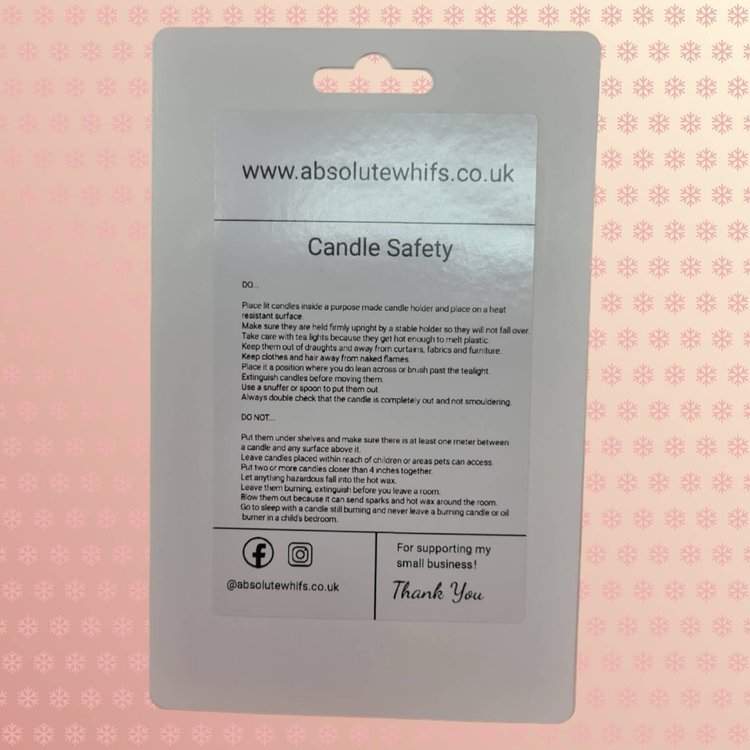 www.absolutewhifs.co.uk
Candle Safety
DO...
Place lit candles inside a purpose made candle holder and place on a heat
resistant surface.
Make sure they are held firmly upright by a stable holder so they will not fall over.
Take care with tea lights because they get hot enough to melt plastic.
Keep them out of draughts and away from curtains, fabrics and furniture.
Keep clothes and hair away from naked flames.
Place it a position where you do lean across or brush past the tealight.
Extinguish candles before moving them.
Use a snuffer or spoon to put them out.
Always double check that the candle is completely out and not smouldering.
DO NOT...
Put them under shelves and make sure there is at least one meter between
a candle and any surface above it.
Leave candles placed within reach of children or areas pets can access.
Put two or more candles closer than 4 inches together.
Let anything hazardous fall into the hot wax.
Leave them burning, extinguish before you leave a room.
Blow them out because it can send sparks and hot wax around the room.
Go to sleep with a candle still burning and never leave a burning candle or oil
burner in a child's bedroom.
@absolutewhifs.co.uk
For supporting my
small business!
Thank You